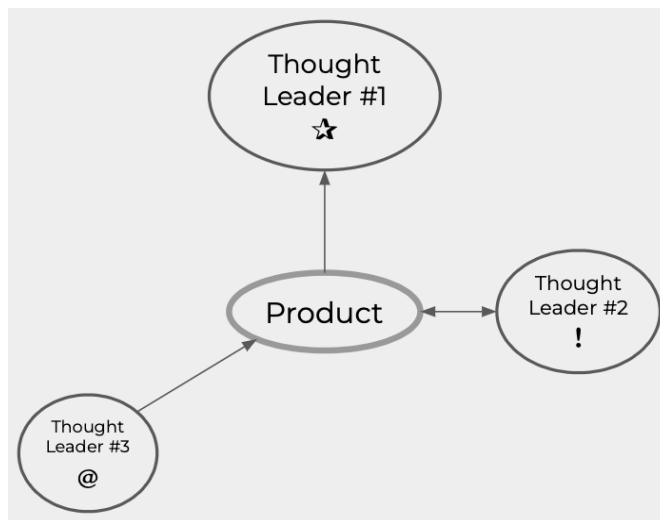 Thought
Leader #1
☆
Product
Thought
Leader #2
!
Thought
Leader #3
@